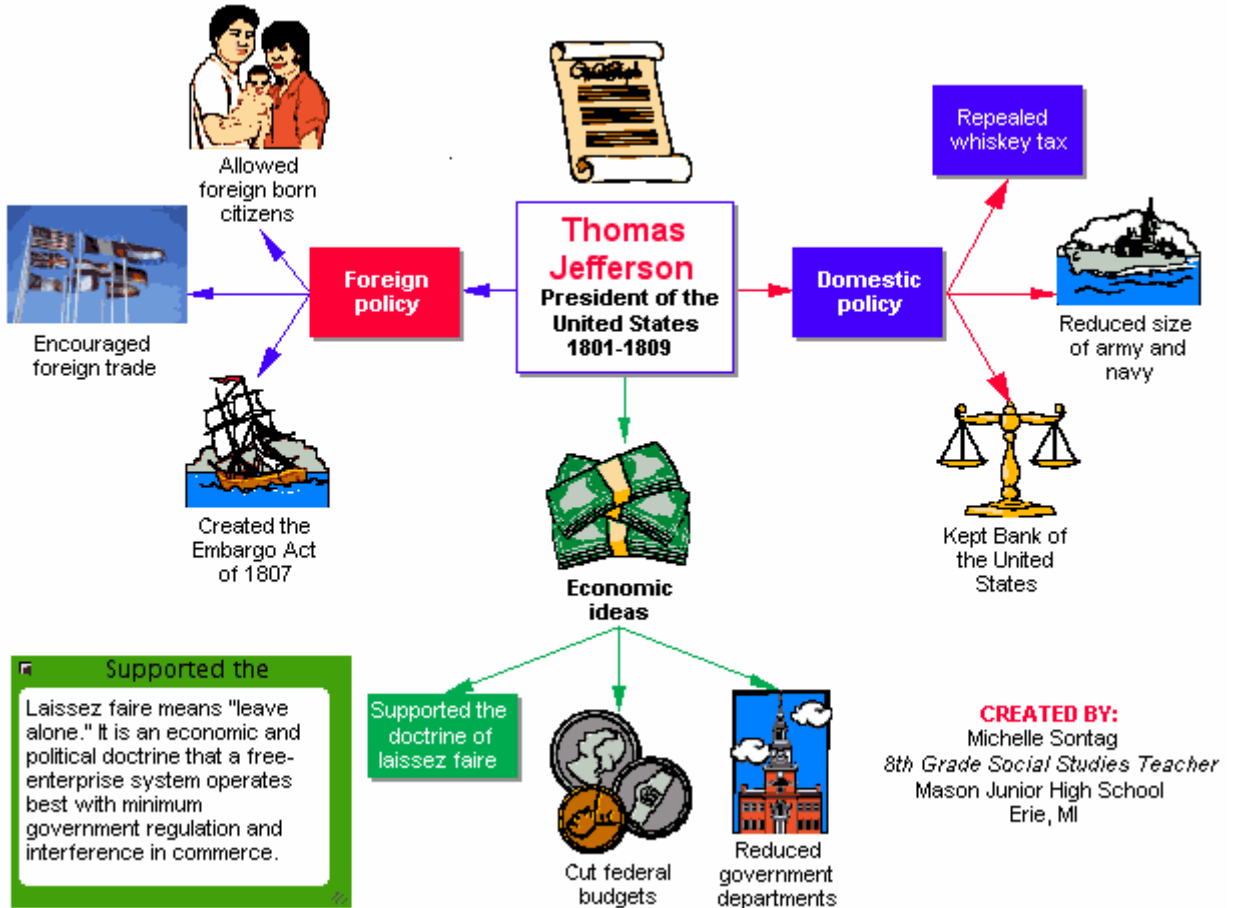 Allowed
foreign born
citizens
Encouraged
foreign trade
Created the
Embargo Act
of 1807
Foreign
policy
Thomas
Jefferson
President of the
United States
1801-1809
Domestic
policy
Repealed
whiskey tax
Reduced size
of army and
navy
Kept Bank of
the United
States
Economic
ideas
Supported the
doctrine of
laissez faire
Cut federal
budgets
Reduced
government
departments
Supported the
Laissez faire means "leave
alone." It is an economic and
political doctrine that a free-
enterprise system operates
best with minimum
government regulation and
interference in commerce.
CREATED BY:
Michelle Sontag
8th Grade Social Studies Teacher
Mason Junior High School
Erie, MI